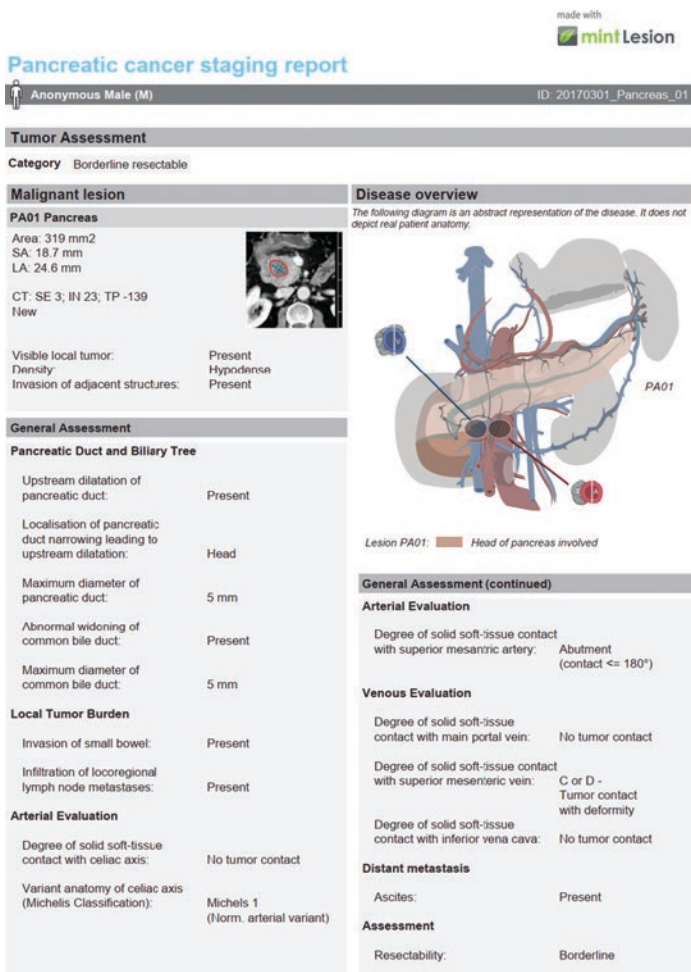 made with
mint Lesion
Pancreatic cancer staging report
Anonymous Male (M)
ID: 20170301_Pancreas_01
Tumor Assessment
Category Borderline resectable
Malignant lesion
PA01 Pancreas
Area: 319 mm2
SA: 18.7 mm
LA: 24.6 mm
CT: SE 3; IN 23; TP -139
New
Visible local tumor: Present
Density: Hypodense
Invasion of adjacent structures: Present
General Assessment
Pancreatic Duct and Biliary Tree
Upstream dilatation of
pancreatic duct: Present
Localisation of pancreatic
duct narrowing leading to
upstream dilatation: Head
Maximum diameter of
pancreatic duct: 5 mm
Abnormal widening of
common bile duct: Present
Maximum diameter of
common bile duct: 5 mm
Local Tumor Burden
Invasion of small bowel: Present
Infiltration of locoregional
lymph node metastases: Present
Arterial Evaluation
Degree of solid soft-tissue
contact with celiac axis: No tumor contact
Variant anatomy of celiac axis
(Michelis Classification): Michels 1
(Norm. arterial variant)
Disease overview
The following diagram is an abstract representation of the disease. It does not
depict real patient anatomy.
PA01
Lesion PA01: Head of pancreas involved
General Assessment (continued)
Arterial Evaluation
Degree of solid soft-tissue contact
with superior mesantric artery: Abutment
(contact <= 180°)
Venous Evaluation
Degree of solid soft-tissue
contact with main portal vein: No tumor contact
Degree of solid soft-tissue contact
with superior mesenteric vein: C or D -
Tumor contact
with deformity
Degree of solid soft-tissue
contact with inferior vena cava: No tumor contact
Distant metastasis
Ascites: Present
Assessment
Resectability: Borderline